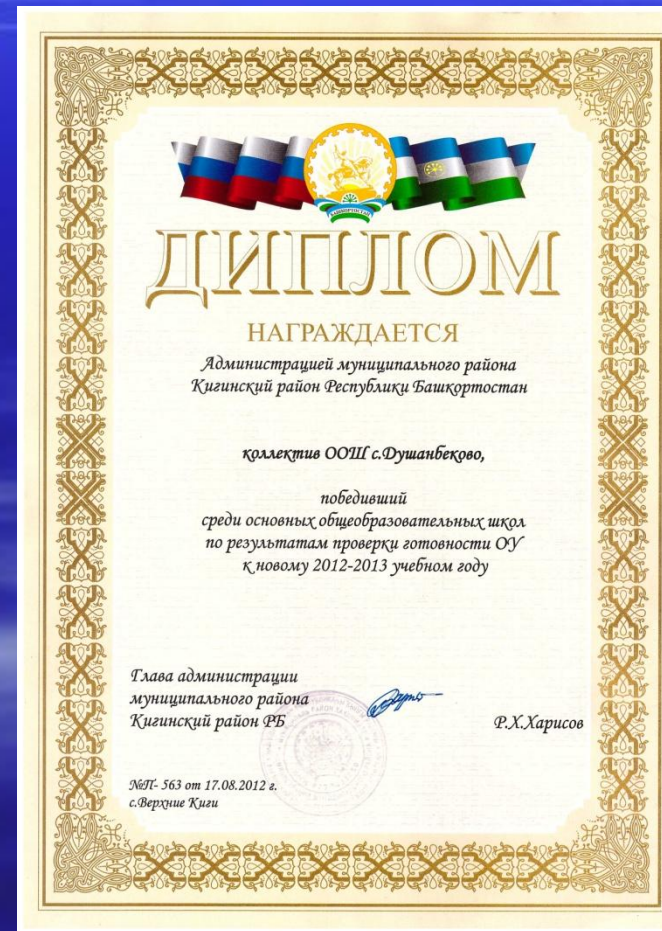 БАШКОРТОСТАН
ДИПЛОМ
НАГРАЖДАЕТСЯ
Администрацией муниципального района
Кигинский район Республики Башкортостан
коллектив ООШ с.Душанбеково,
победивший
среди основных общеобразовательных школ
по результатам проверки готовности ОУ
к новому 2012-2013 учебном году
Глава администрации
муниципального района
Кигинский район РБ
Р.Х.Харисов
№П- 563 от 17.08.2012 г.
с.Верхние Киги